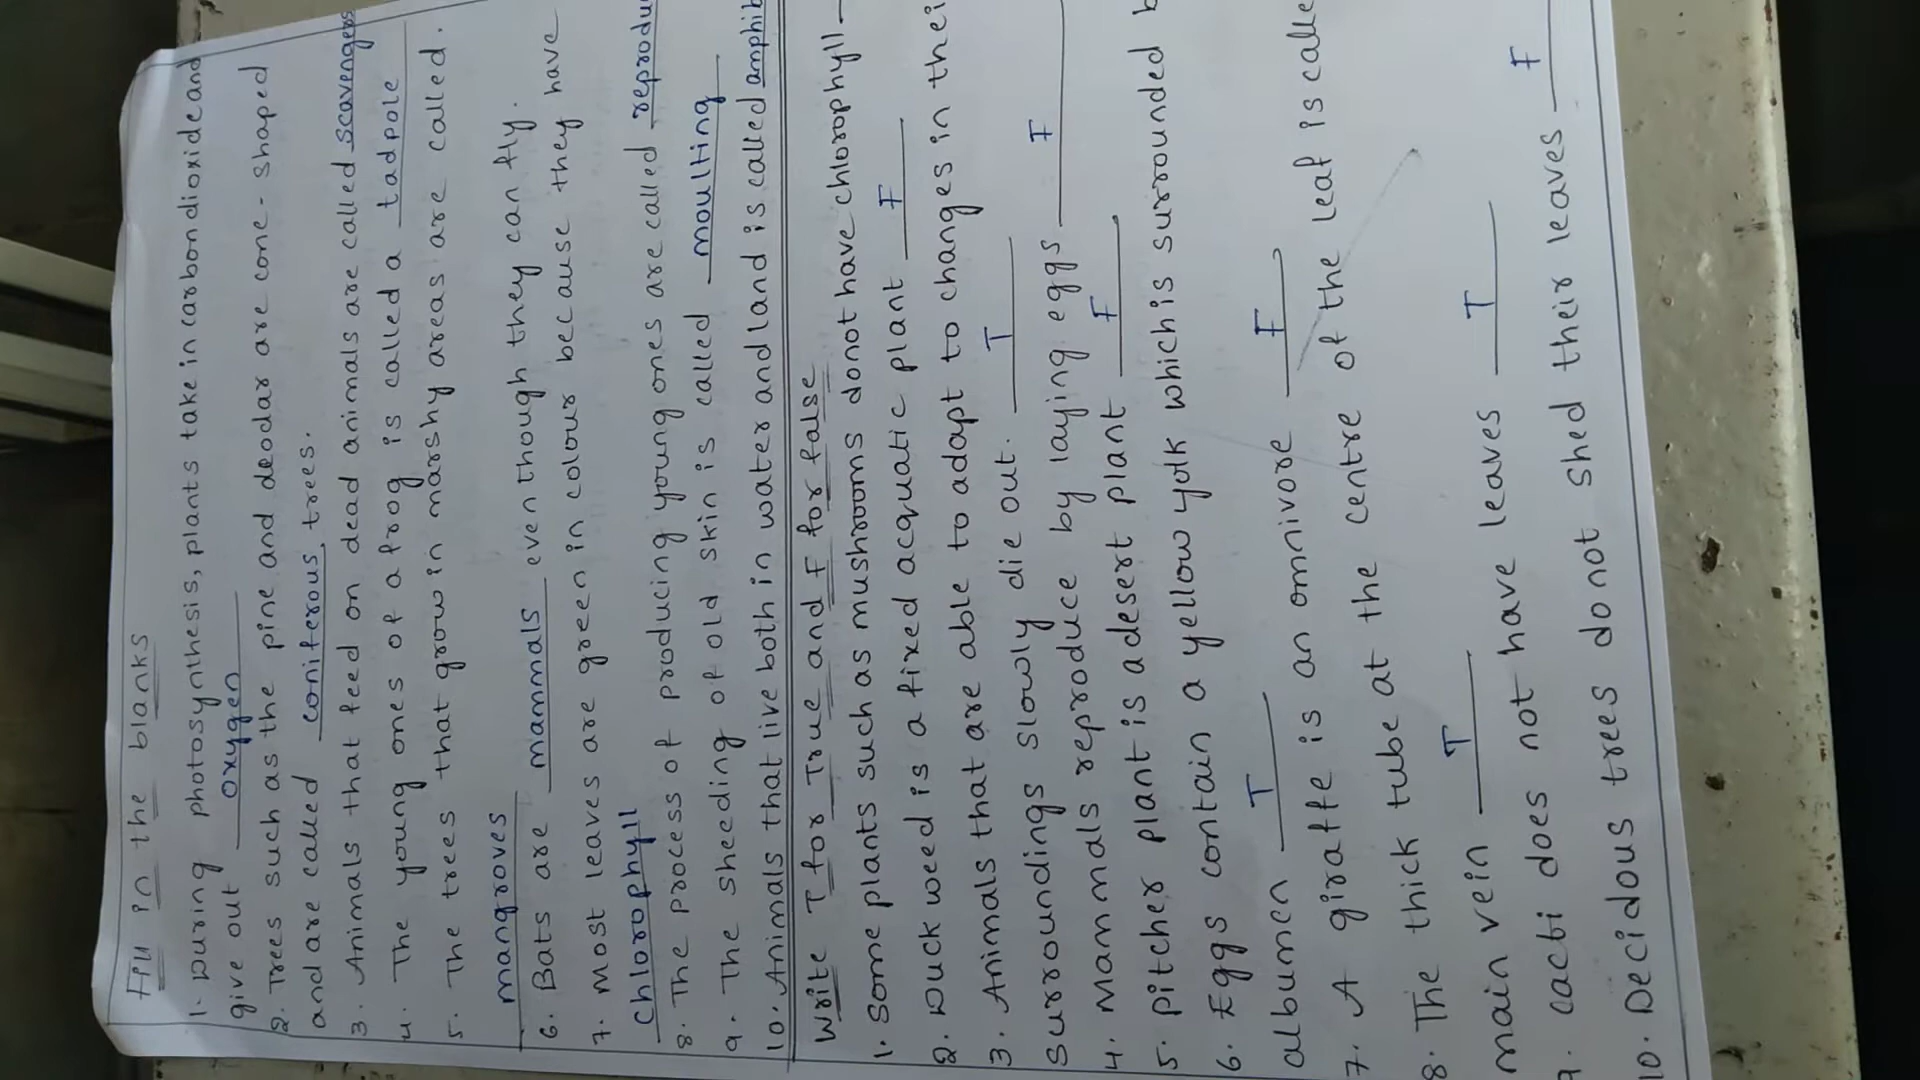 Fill in the blanks
1. During photosynthesis, plants take in carbon dioxide and
give out oxygen
2. Trees such as the pine and deodar are cone-shaped
and are called coniferous trees.
3. Animals that feed on dead animals are called scavengers
4. The young ones of a frog is called a tadpole
5. The trees that grow in marshy areas are called.
mangroves
6. Bats are mammals even though they can fly.
7. Most leaves are green in colour because they have
Chlorophyll
8. The process of producing young ones are called reprodu
9. The sheeding of old skin is called moulting
10. Animals that live both in water and land is called amphib
Write T for True and F for false
1. Some plants such as mushrooms donot have chlorophyll
2. Duck weed is a fixed acquatic plant F
3. Animals that are able to adapt to changes in thei
surroundings slowly die out. T
4. Mammals reproduce by laying eggs F
5. pitcher plant is a desert plant F
6. Eggs contain a yellow yolk which is surrounded b
albumen T
7. A giraffe is an omnivore F
8. The thick tube at the centre of the leaf is calle
main vein T
9. cacti does not have leaves T
10. Decidous trees donot shed their leaves F